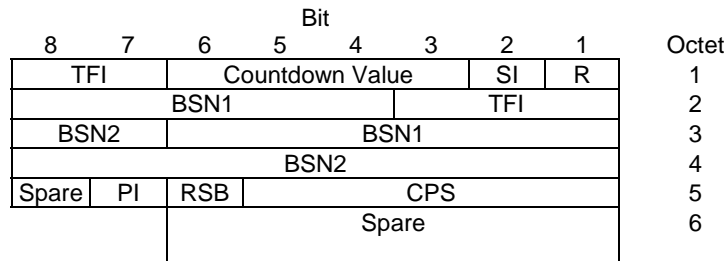 Bit
8 7 6 5 4 3 2 1 Octet
TFI Countdown Value SI R 1
BSN1 TFI 2
BSN2 BSN1 3
BSN2 4
Spare PI RSB CPS 5
Spare 6